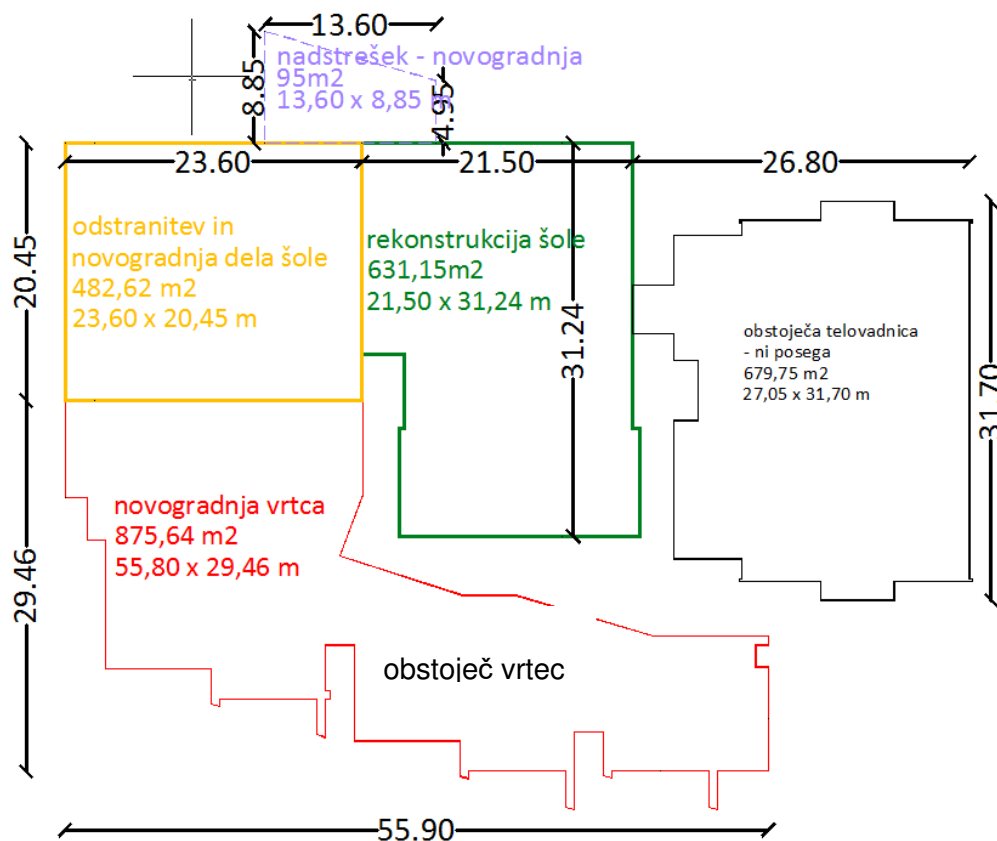 13.60
nadstrešek - novogradnja
95m2
13,60 x 8,85 m
8.85
4.95
23.60
21.50
26.80
20.45
odstranitev in
novogradnja dela šole
482,62 m2
23,60 x 20,45 m
rekonstrukcija šole
631,15m2
21,50 x 31,24 m
31.24
obstoječa telovadnica
- ni posega
679,75 m2
27,05 x 31,70 m
31.70
novogradnja vrtca
875,64 m2
55,80 x 29,46 m
29.46
obstoječ vrtec
55.90